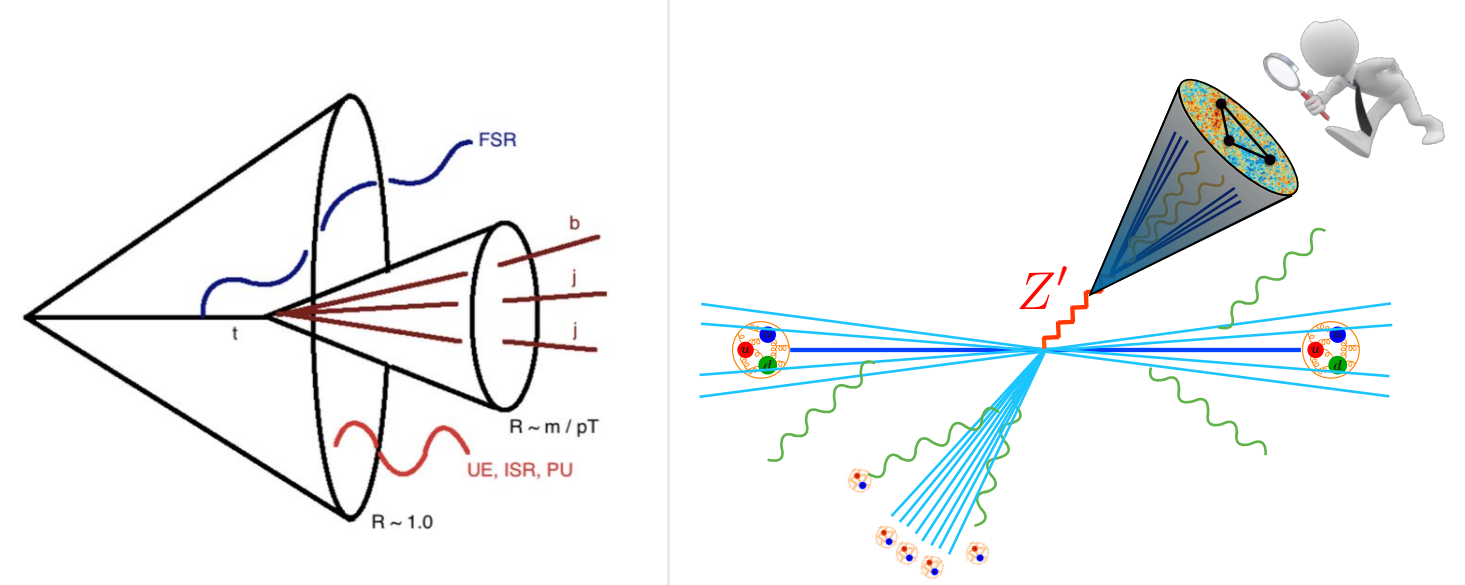 FSR
b
j
j
t
R ~ m / pT
UE, ISR, PU
R ~ 1.0
Z′
u
d
u
d